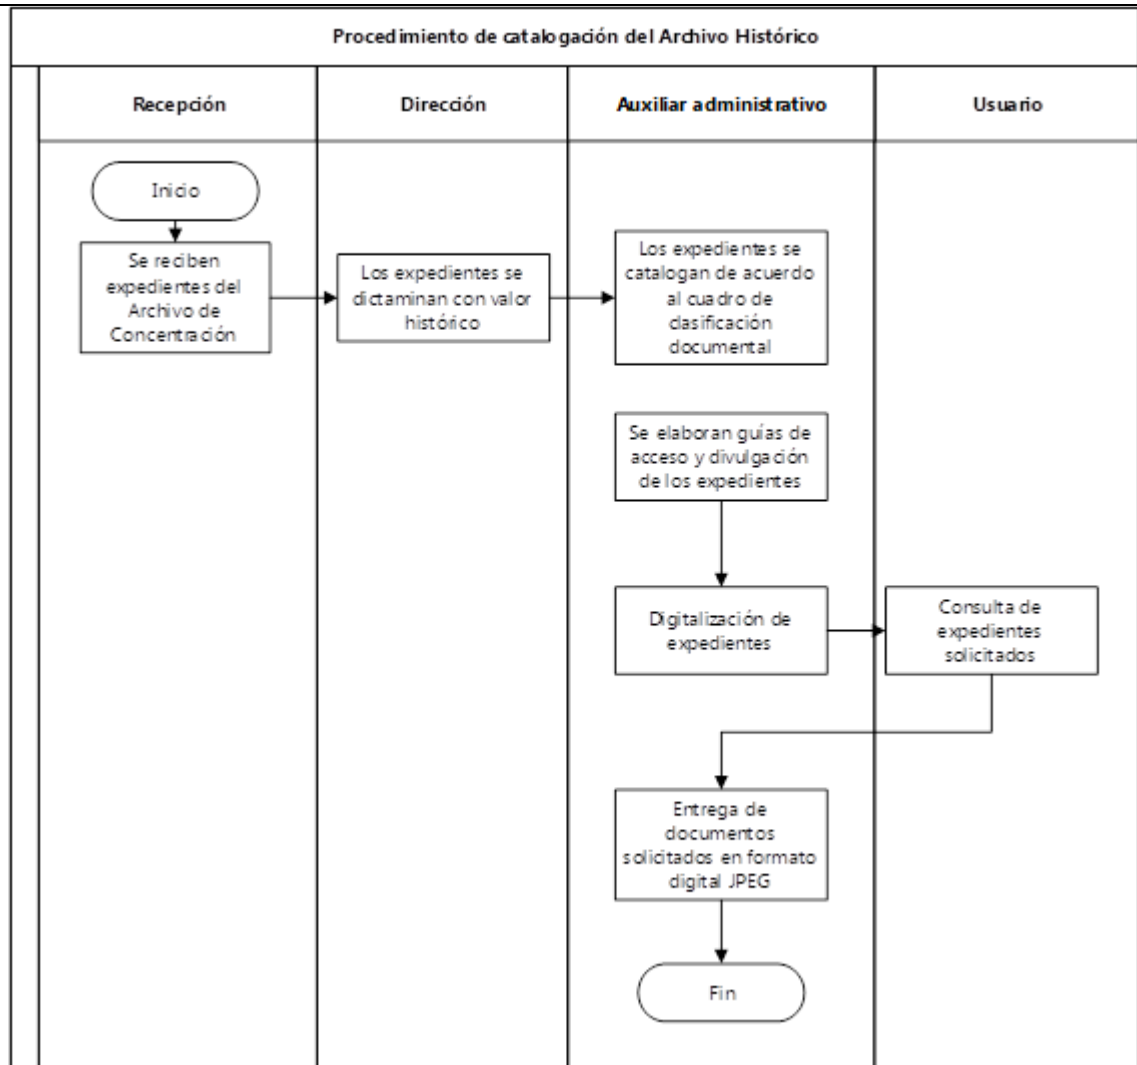 Procedimiento de catalogación del Archivo Histórico
Recepción
Dirección
Auxiliar administrativo
Usuario
Inicio
Se reciben
expedientes del
Archivo de
Concentración
Los expedientes se
dictaminan con valor
histórico
Los expedientes se
catalogan de acuerdo
al cuadro de
clasificación
documental
Se elaboran guías de
acceso y divulgación
de los expedientes
Digitalización de
expedientes
Consulta de
expedientes
solicitados
Entrega de
documentos
solicitados en formato
digital JPEG
Fin